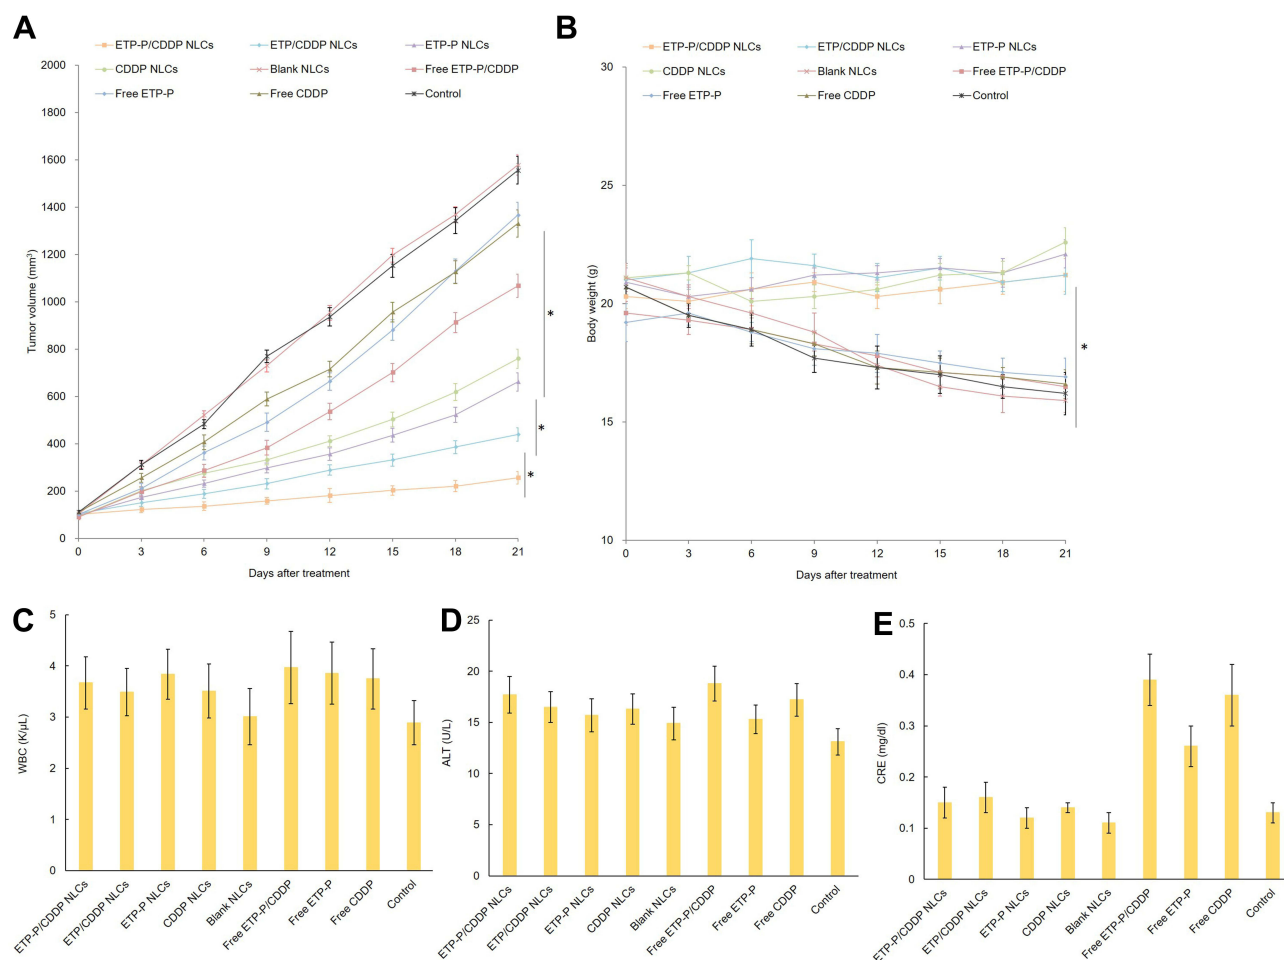 A
ETP-P/CDDP NLCs ETP/CDDP NLCs ETP-P NLCs
CDDP NLCs Blank NLCs Free ETP-P/CDDP
Free ETP-P Free CDDP Control
Tumor volume (mm³)
2000
1800
1600
1400
1200
1000
800
600
400
200
0
0 3 6 9 12 15 18 21
Days after treatment
*
*
*
B
ETP-P/CDDP NLCs ETP/CDDP NLCs ETP-P NLCs
CDDP NLCs Blank NLCs Free ETP-P/CDDP
Free ETP-P Free CDDP Control
Body weight (g)
30
25
20
15
10
0 3 6 9 12 15 18 21
Days after treatment
*
C
WBC (K/μL)
5
4
3
2
1
0
ETP-P/CDDP NLCs
ETP/CDDP NLCs
ETP-P NLCs
CDDP NLCs
Blank NLCs
Free ETP-P/CDDP
Free ETP-P
Free CDDP
Control
D
ALT (U/L)
25
20
15
10
5
0
ETP-P/CDDP NLCs
ETP/CDDP NLCs
ETP-P NLCs
CDDP NLCs
Blank NLCs
Free ETP-P/CDDP
Free ETP-P
Free CDDP
Control
E
CRE (mg/dl)
0.5
0.4
0.3
0.2
0.1
0
ETP-P/CDDP NLCs
ETP/CDDP NLCs
ETP-P NLCs
CDDP NLCs
Blank NLCs
Free ETP-P/CDDP
Free ETP-P
Free CDDP
Control